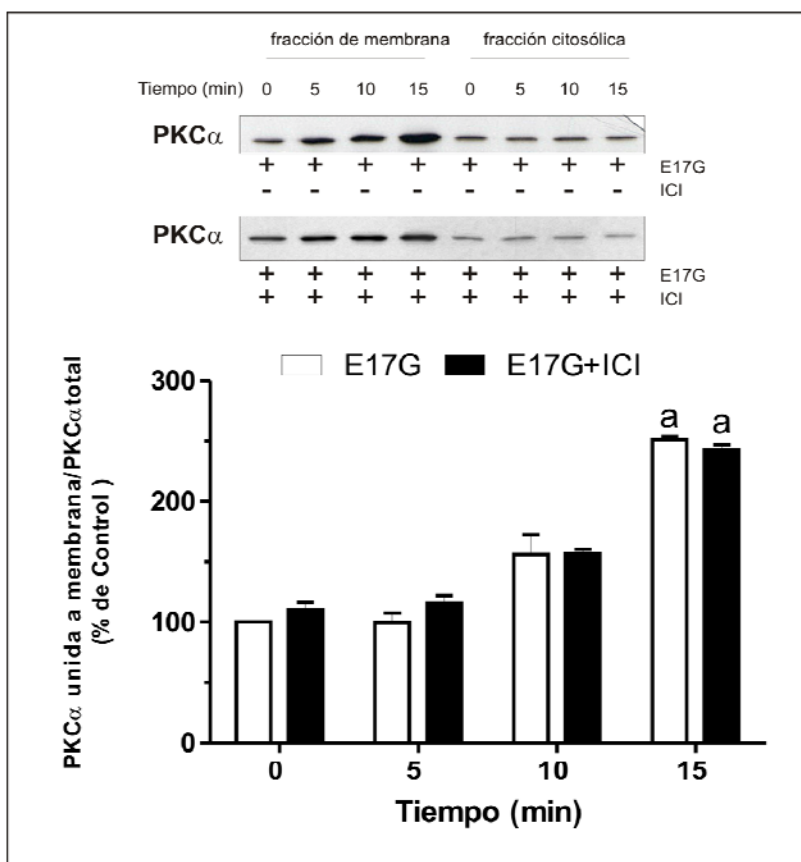 fracción de membrana fracción citosólica
Tiempo (min) 0 5 10 15 0 5 10 15
PKCα
+ + + + + + + + E17G
- - - - - - - - ICI
PKCα
+ + + + + + + + E17G
+ + + + + + + + ICI
E17G E17G+ICI
PKCα unida a membrana/PKCα total
(% de Control )
300
200
100
0
a a
0 5 10 15
Tiempo (min)